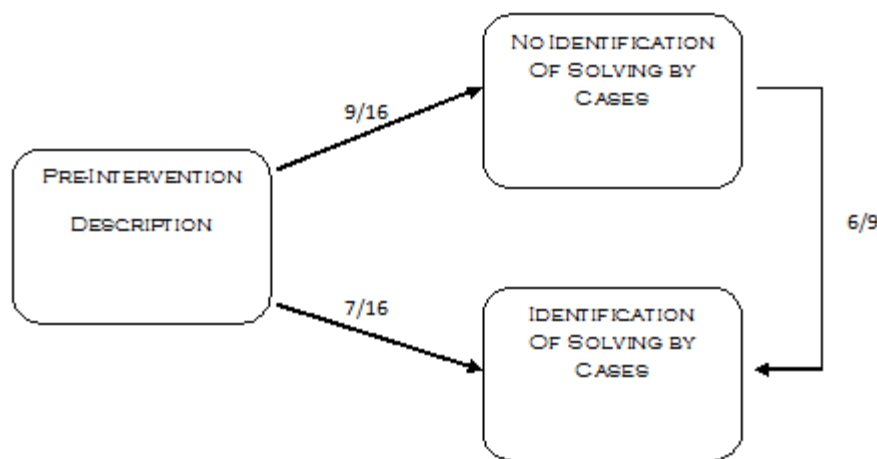 No Identification
Of Solving by
Cases
9/16
Pre-Intervention
Description
6/9
7/16
Identification
Of Solving by
Cases